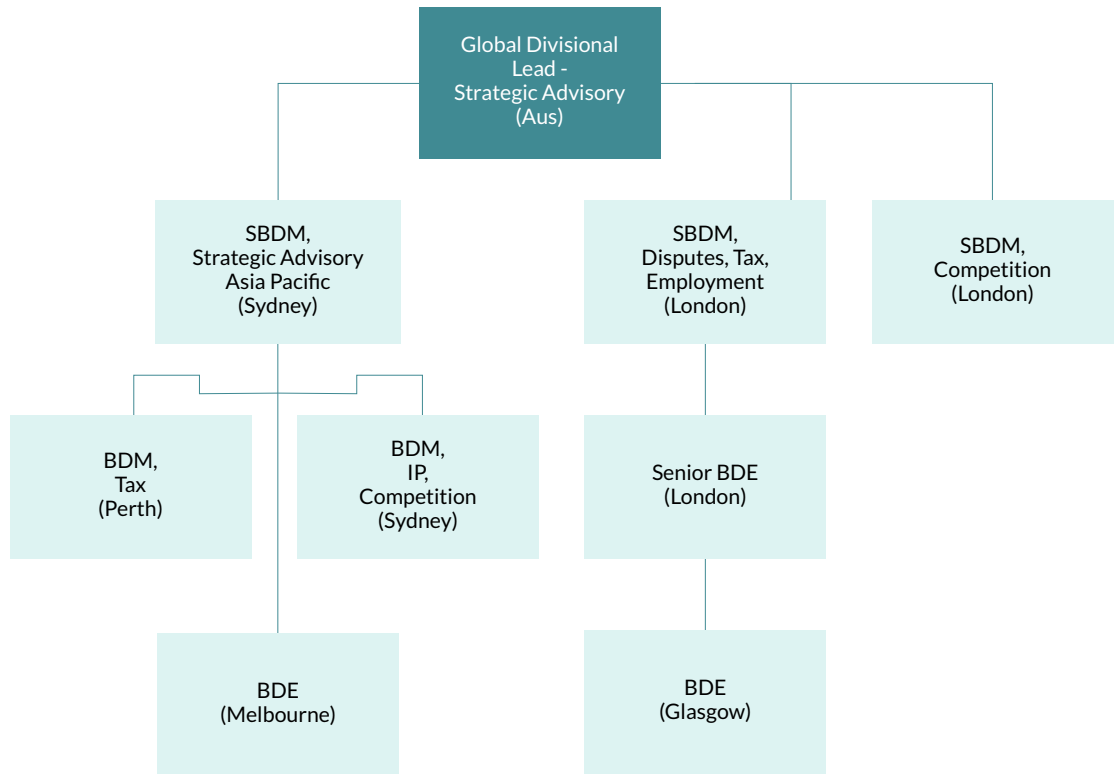 Global Divisional
Lead -
Strategic Advisory
(Aus)
SBDM,
Strategic Advisory
Asia Pacific
(Sydney)
SBDM,
Disputes, Tax,
Employment
(London)
SBDM,
Competition
(London)
BDM,
Tax
(Perth)
BDM,
IP,
Competition
(Sydney)
Senior BDE
(London)
BDE
(Melbourne)
BDE
(Glasgow)